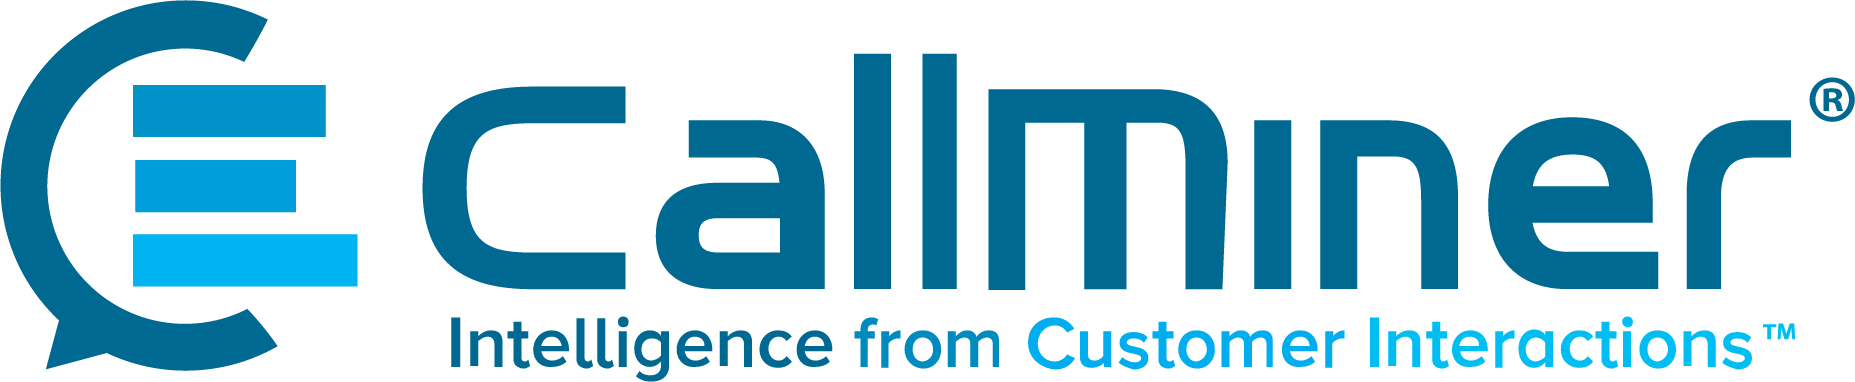 CallMiner®
Intelligence from Customer Interactions™